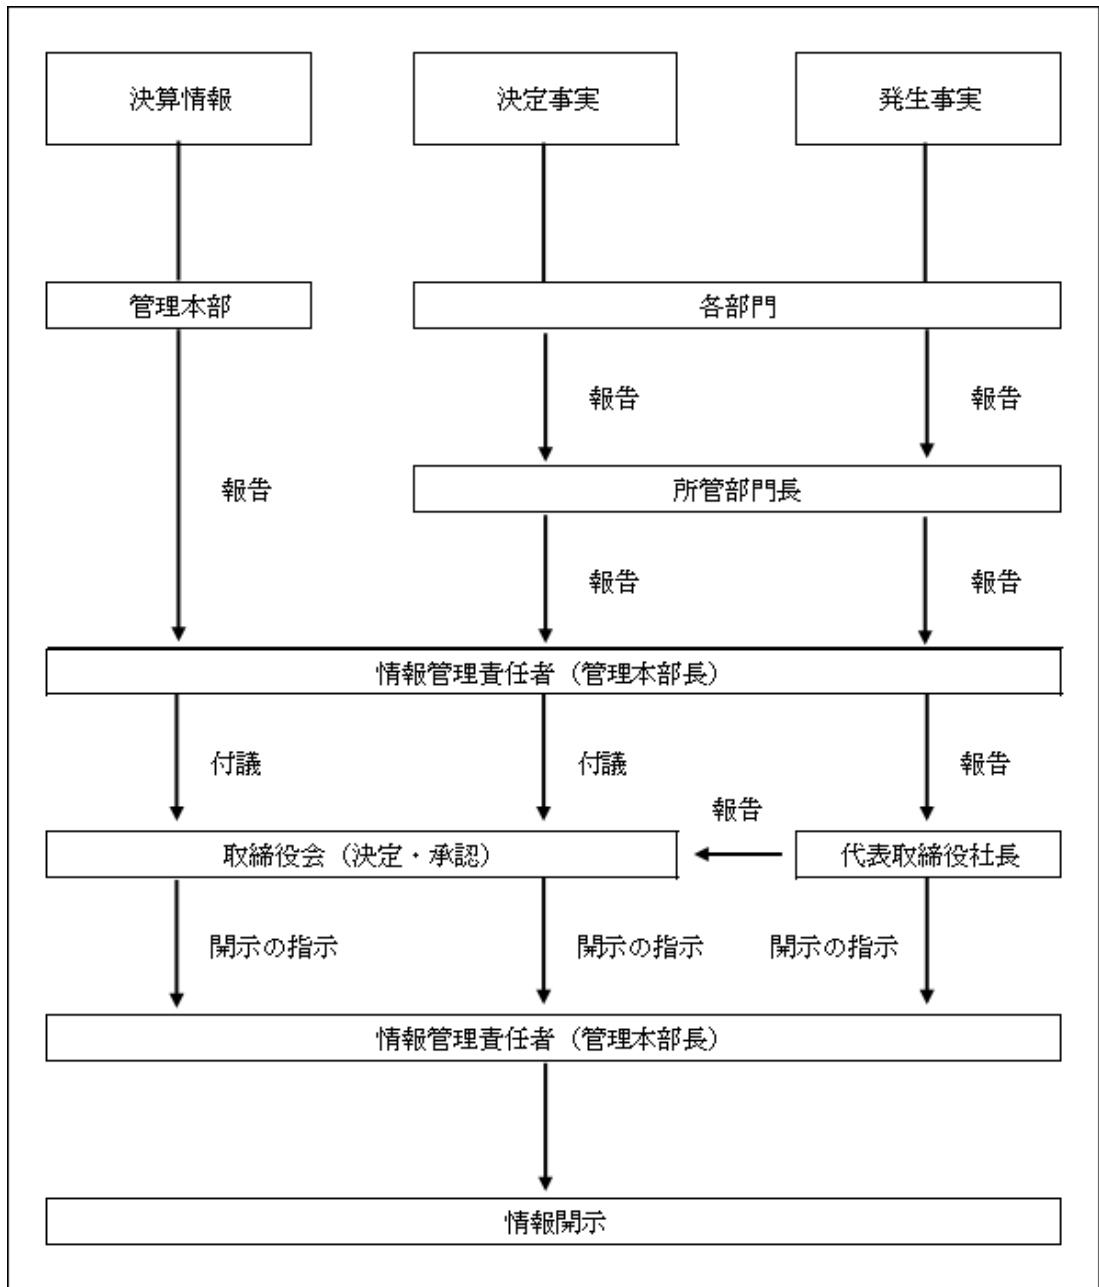 決算情報
決定事実
発生事実
管理本部
各部門
報告
報告
報告
所管部門長
報告
報告
情報管理責任者（管理本部長）
付議
付議
報告
報告
取締役会（決定・承認）
代表取締役社長
開示の指示
開示の指示
開示の指示
情報管理責任者（管理本部長）
情報開示